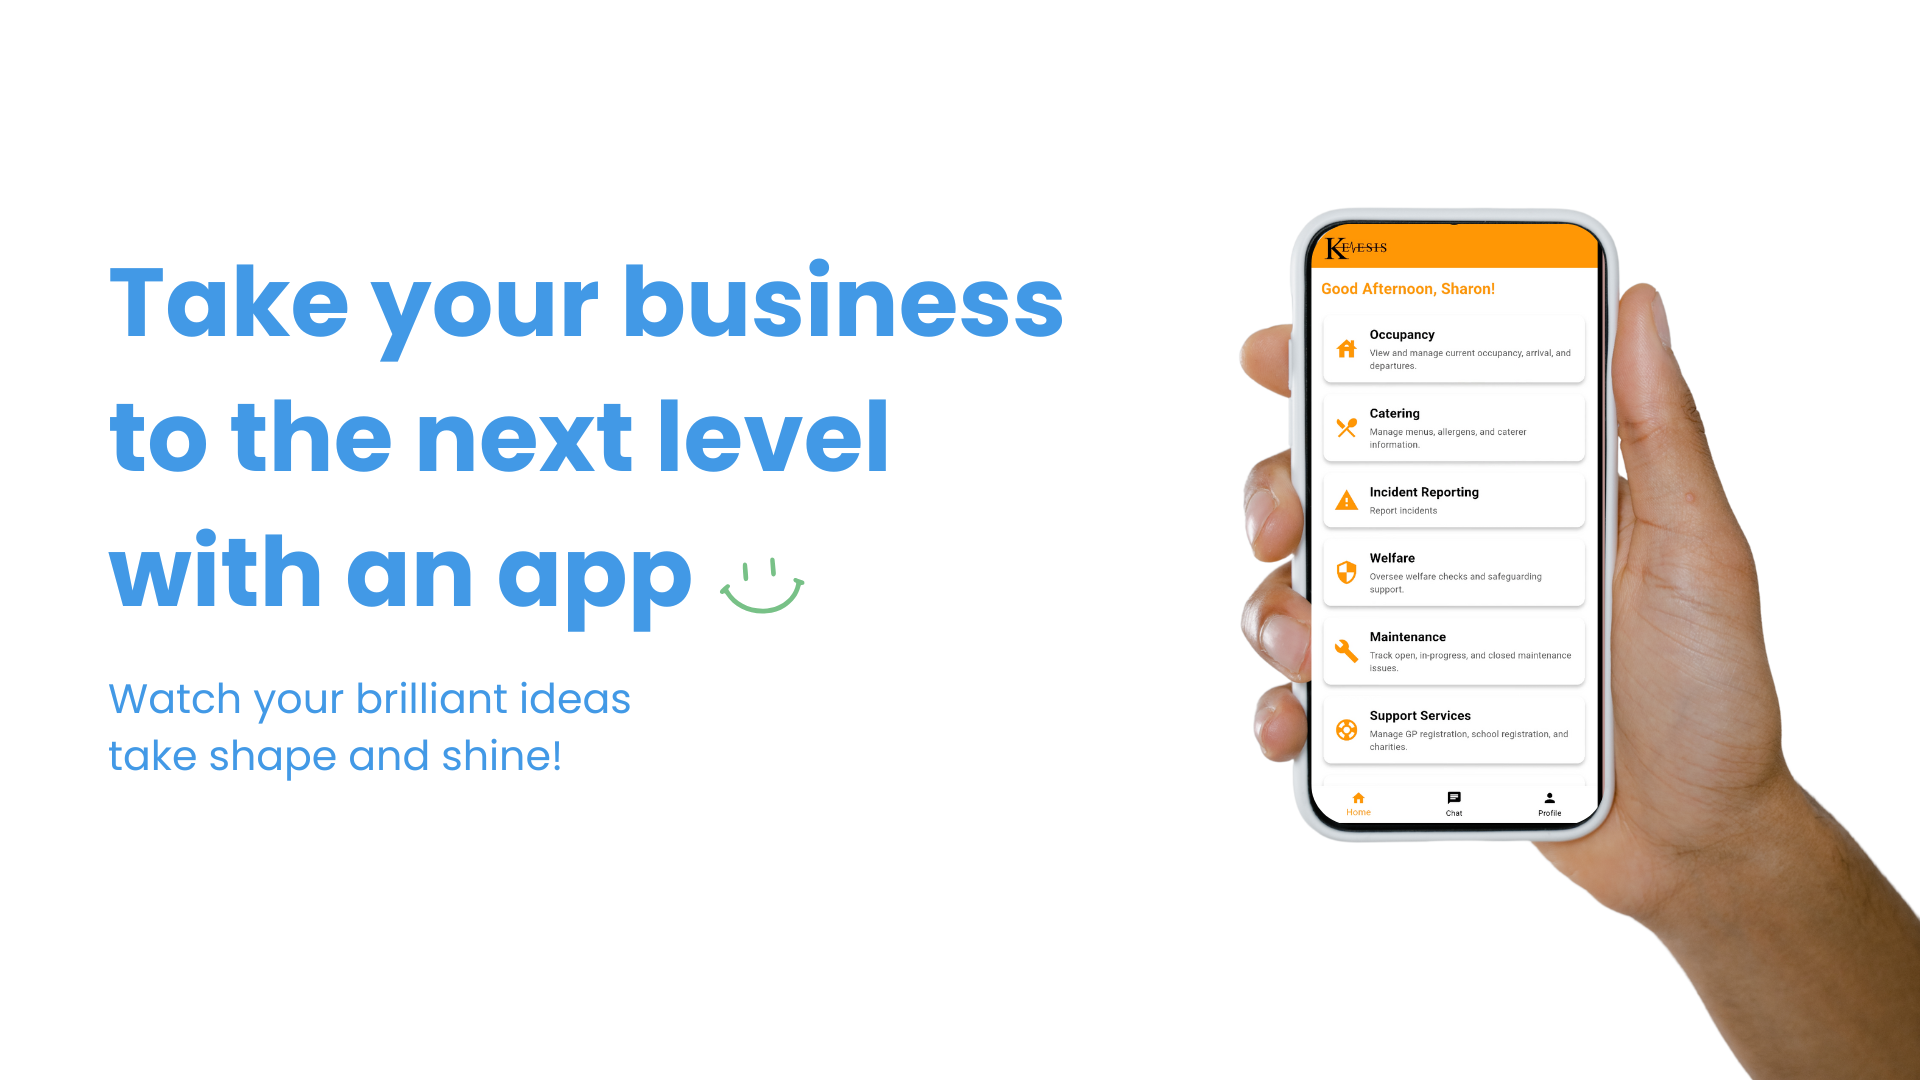 Take your business
to the next level
with an app
Watch your brilliant ideas
take shape and shine!
KENESIS
Good Afternoon, Sharon!
Occupancy
View and manage current occupancy, arrival, and
departures.
Catering
Manage menus, allergens, and caterer
information.
Incident Reporting
Report incidents
Welfare
Oversee welfare checks and safeguarding
support.
Maintenance
Track open, in-progress, and closed maintenance
issues.
Support Services
Manage GP registration, school registration, and
charities.
Home
Chat
Profile